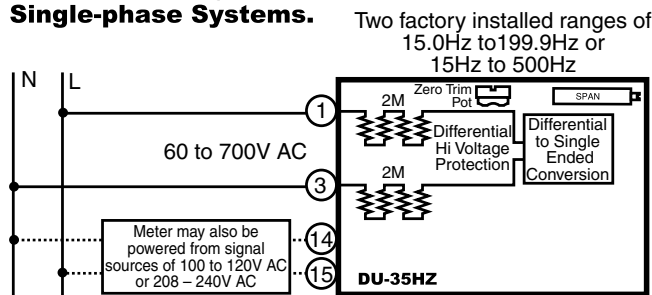 Single-phase Systems.
Two factory installed ranges of
15.0Hz to199.9Hz or
15Hz to 500Hz
N
L
1
2M
Zero Trim
Pot
SPAN
60 to 700V AC
Differential
Hi Voltage
Protection
Differential
to Single
Ended
Conversion
3
2M
Meter may also be
powered from signal
sources of 100 to 120V AC
or 208 – 240V AC
14
15
DU-35HZ